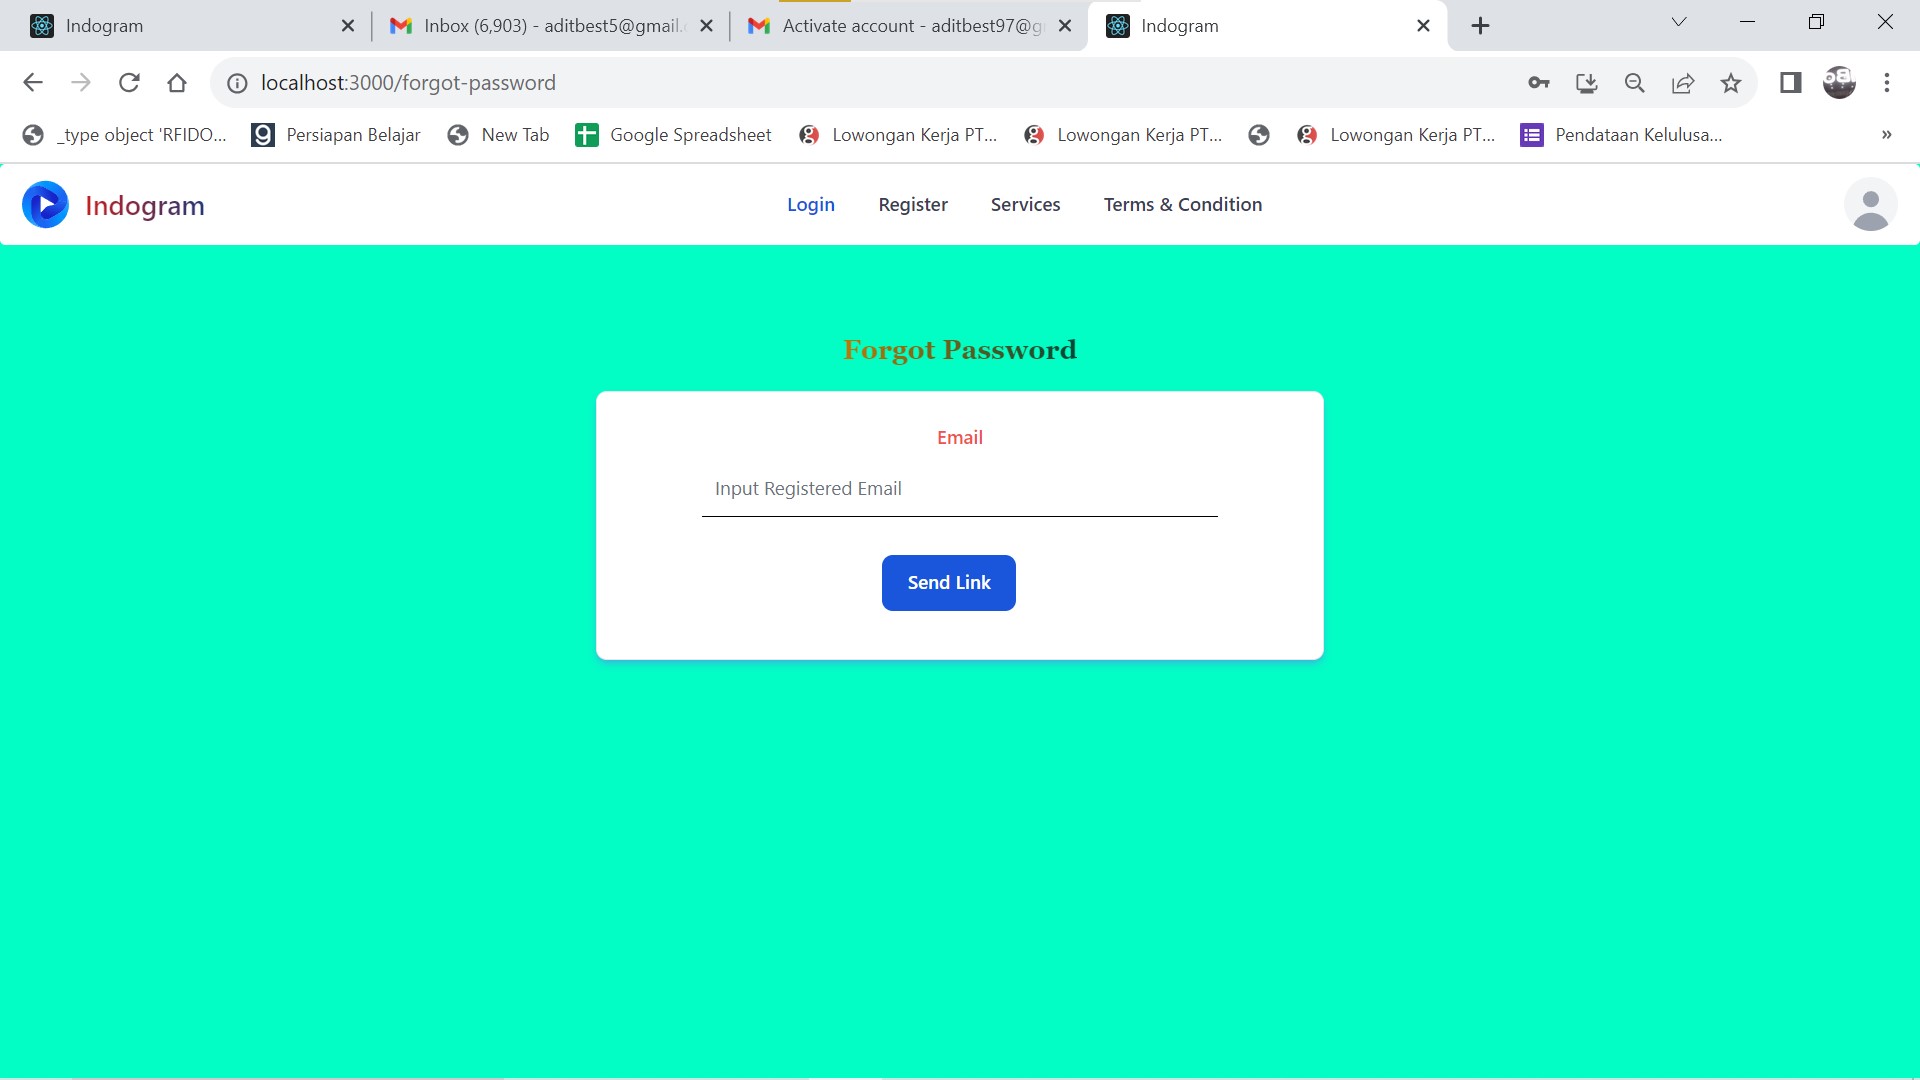 Indogram
Inbox (6,903) - aditbest5@gmail.
Activate account - aditbest97@g
Indogram
localhost:3000/forgot-password
_type object 'RFIDO...
Persiapan Belajar
New Tab
Google Spreadsheet
Lowongan Kerja PT...
Lowongan Kerja PT...
Lowongan Kerja PT...
Pendataan Kelulusa...
»
Indogram
Login
Register
Services
Terms & Condition
Forgot Password
Email
Input Registered Email
Send Link